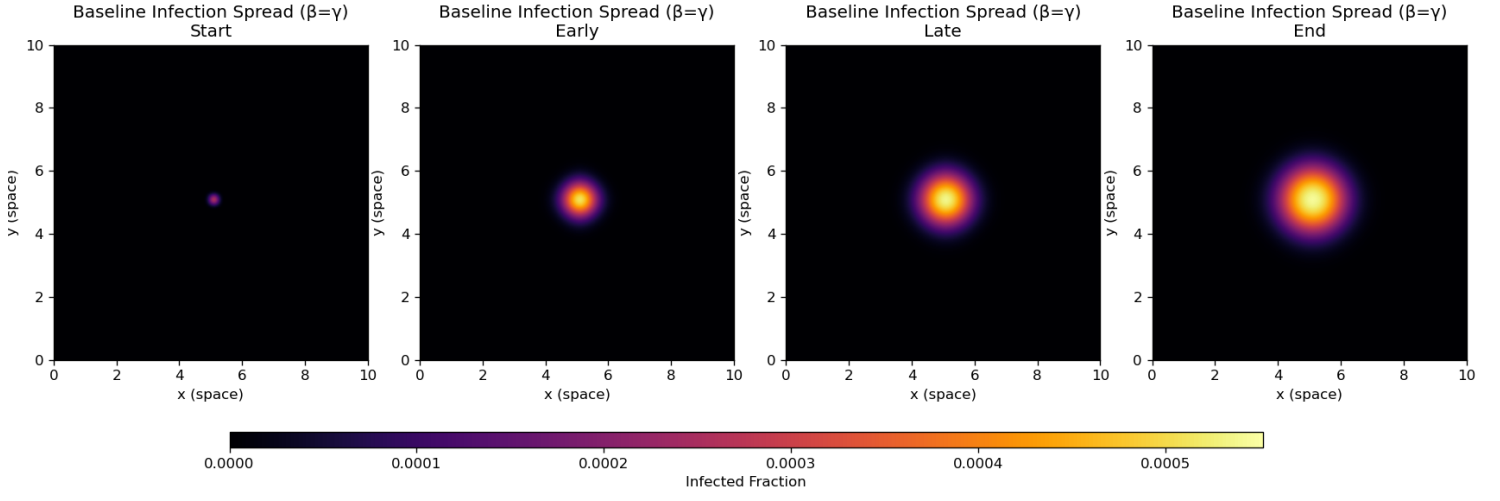 Baseline Infection Spread (β=γ)
Start
10
8
6
4
2
0
y (space)
0 2 4 6 8 10
x (space)
Baseline Infection Spread (β=γ)
Early
10
8
6
4
2
0
y (space)
0 2 4 6 8 10
x (space)
Baseline Infection Spread (β=γ)
Late
10
8
6
4
2
0
y (space)
0 2 4 6 8 10
x (space)
Baseline Infection Spread (β=γ)
End
10
8
6
4
2
0
y (space)
0 2 4 6 8 10
x (space)
0.0000 0.0001 0.0002 0.0003 0.0004 0.0005
Infected Fraction